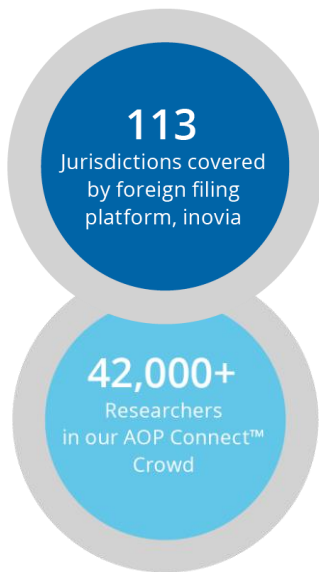 113
Jurisdictions covered
by foreign filing
platform, inovia
42,000+
Researchers
in our AOP Connect™
Crowd